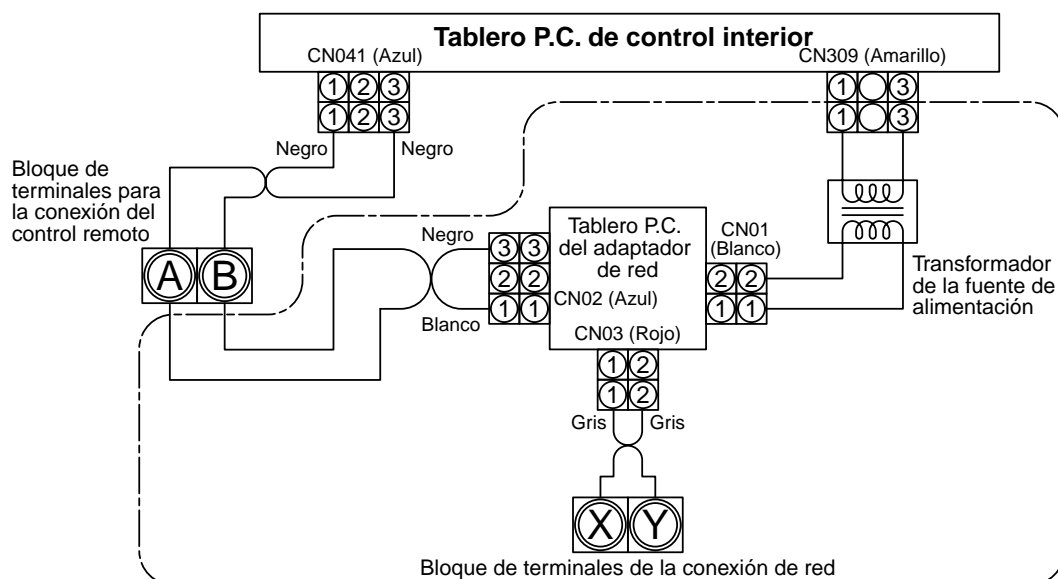 Tablero P.C. de control interior
CN041 (Azul)
CN309 (Amarillo)
1 2 3
1 2 3
1 3
1 3
Negro
Negro
Bloque de
terminales para
la conexión del
control remoto
A B
Negro
Blanco
3 3
2 2
1 1
Tablero P.C.
del adaptador
de red
CN02 (Azul)
CN03 (Rojo)
CN01
(Blanco)
2 2
1 1
Transformador
de la fuente de
alimentación
1 2
1 2
Gris
Gris
X Y
Bloque de terminales de la conexión de red